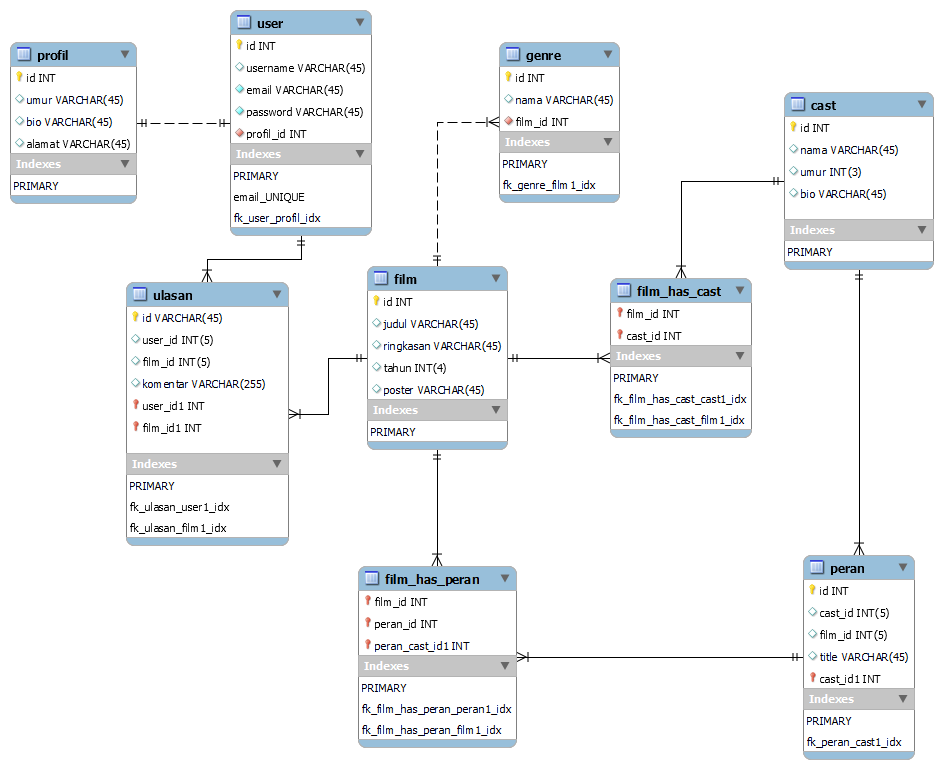 profil
id INT
umur VARCHAR(45)
bio VARCHAR(45)
alamat VARCHAR(45)
Indexes
PRIMARY
user
id INT
username VARCHAR(45)
email VARCHAR(45)
password VARCHAR(45)
profil_id INT
Indexes
PRIMARY
email_UNIQUE
fk_user_profil_idx
genre
id INT
nama VARCHAR(45)
film_id INT
Indexes
PRIMARY
fk_genre_film1_idx
cast
id INT
nama VARCHAR(45)
umur INT(3)
bio VARCHAR(45)
Indexes
PRIMARY
ulasan
id VARCHAR(45)
user_id INT(5)
film_id INT(5)
komentar VARCHAR(255)
user_id1 INT
film_id1 INT
Indexes
PRIMARY
fk_ulasan_user1_idx
fk_ulasan_film1_idx
film
id INT
judul VARCHAR(45)
ringkasan VARCHAR(45)
tahun INT(4)
poster VARCHAR(45)
Indexes
PRIMARY
film_has_cast
film_id INT
cast_id INT
Indexes
PRIMARY
fk_film_has_cast_cast1_idx
fk_film_has_cast_film1_idx
film_has_peran
film_id INT
peran_id INT
peran_cast_id1 INT
Indexes
PRIMARY
fk_film_has_peran_peran1_idx
fk_film_has_peran_film1_idx
peran
id INT
cast_id INT(5)
film_id INT(5)
title VARCHAR(45)
cast_id1 INT
Indexes
PRIMARY
fk_peran_cast1_idx